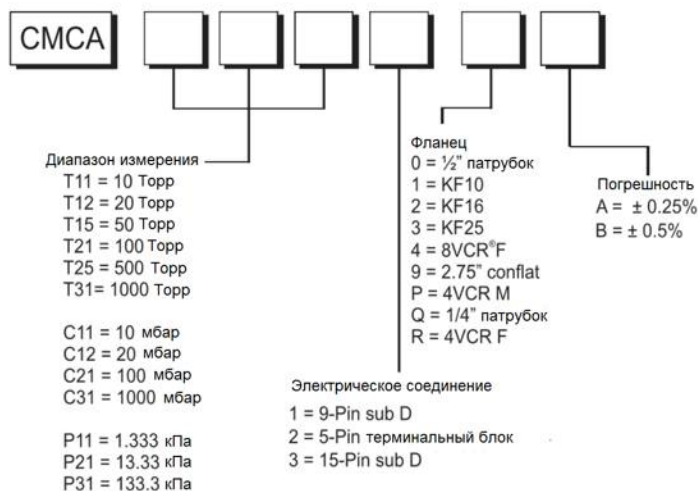 CMCA
Диапазон измерения
T11 = 10 Торр
T12 = 20 Торр
T15 = 50 Торр
T21 = 100 Торр
T25 = 500 Торр
T31= 1000 Торр
C11 = 10 мбар
C12 = 20 мбар
C21 = 100 мбар
C31 = 1000 мбар
P11 = 1.333 кПа
P21 = 13.33 кПа
P31 = 133.3 кПа
Электрическое соединение
1 = 9-Pin sub D
2 = 5-Pin терминальный блок
3 = 15-Pin sub D
Фланец
0 = ½” патрубок
1 = KF10
2 = KF16
3 = KF25
4 = 8VCR®F
9 = 2.75” conflat
P = 4VCR M
Q = 1/4” патрубок
R = 4VCR F
Погрешность
A = ± 0.25%
B = ± 0.5%